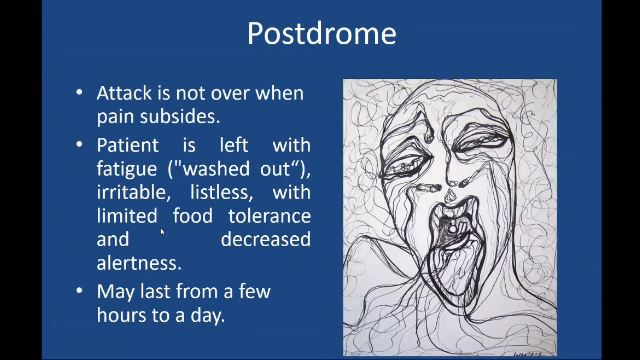 Postdrome
• Attack is not over when
pain subsides.
• Patient is left with
fatigue ("washed out“),
irritable, listless, with
limited food tolerance
and decreased
alertness.
• May last from a few
hours to a day.